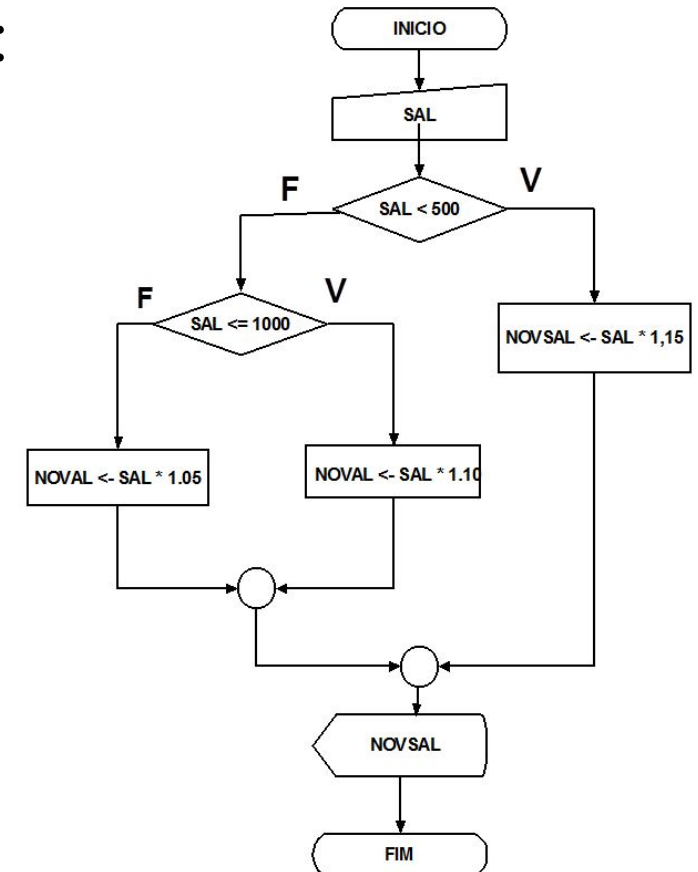 :
INICIO
SAL
F
V
SAL < 500
F
V
SAL <= 1000
NOVSAL <- SAL * 1,15
NOVAL <- SAL * 1.05
NOVAL <- SAL * 1.10
NOVSAL
FIM